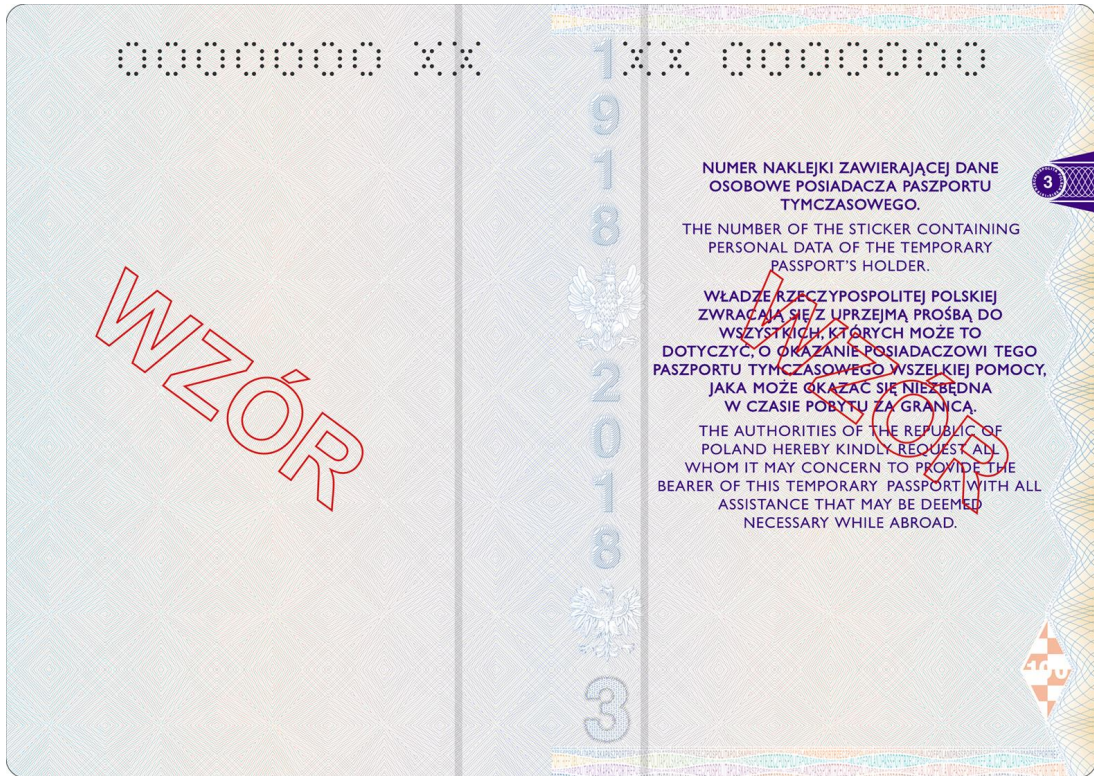 0000000 XX
XX 0000000
WZÓR
1918
2018
3
NUMER NAKLEJKI ZAWIERAJĄCEJ DANE
OSOBOWE POSIADACZA PASZPORTU
TYMCZASOWEGO.
THE NUMBER OF THE STICKER CONTAINING
PERSONAL DATA OF THE TEMPORARY
PASSPORT'S HOLDER.
WŁADZE RZECZYPOSPOLITEJ POLSKIEJ
ZWRACAJĄ SIĘ Z UPRZEJMĄ PROŚBĄ DO
WSZYSTKICH, KTÓRYCH MOŻE TO
DOTYCZYĆ, O OKAZANIE POSIADACZOWI TEGO
PASZPORTU TYMCZASOWEGO WSZELKIEJ POMOCY,
JAKA MOŻE OKAZAĆ SIĘ NIEZBĘDNA
W CZASIE POBYTU ZA GRANICĄ.
THE AUTHORITIES OF THE REPUBLIC OF
POLAND HEREBY KINDLY REQUEST ALL
WHOM IT MAY CONCERN TO PROVIDE THE
BEARER OF THIS TEMPORARY PASSPORT WITH ALL
ASSISTANCE THAT MAY BE DEEMED
NECESSARY WHILE ABROAD.
WZÓR
3
100